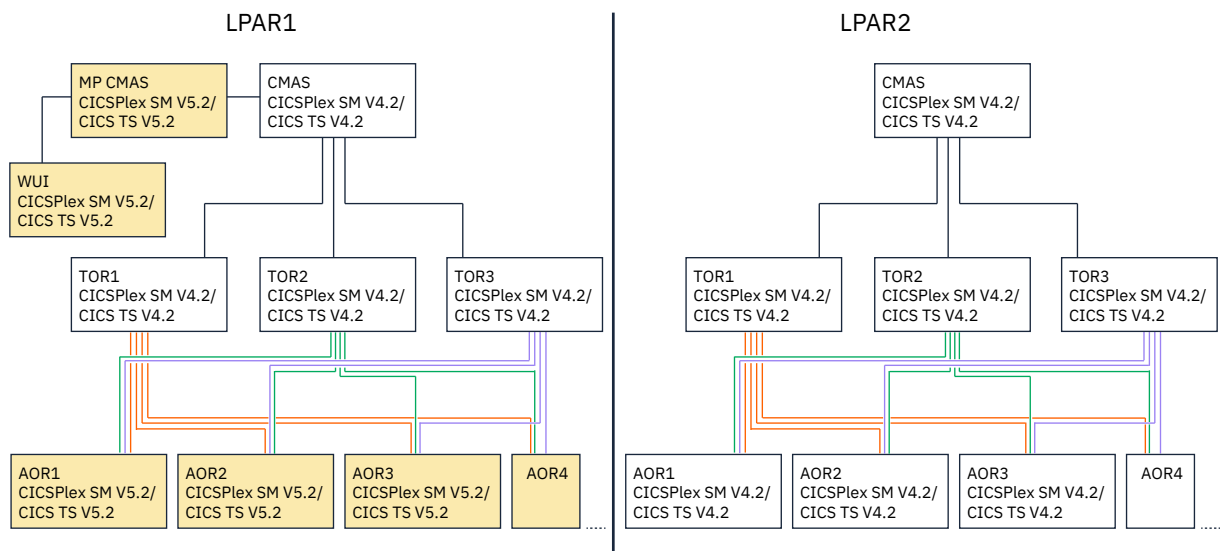 LPAR1
MP CMAS
CICSPlex SM V5.2/
CICS TS V5.2
CMAS
CICSPlex SM V4.2/
CICS TS V4.2
WUI
CICSPlex SM V5.2/
CICS TS V5.2
TOR1
CICSPlex SM V4.2/
CICS TS V4.2
TOR2
CICSPlex SM V4.2/
CICS TS V4.2
TOR3
CICSPlex SM V4.2/
CICS TS V4.2
AOR1
CICSPlex SM V5.2/
CICS TS V5.2
AOR2
CICSPlex SM V5.2/
CICS TS V5.2
AOR3
CICSPlex SM V5.2/
CICS TS V5.2
AOR4
LPAR2
CMAS
CICSPlex SM V4.2/
CICS TS V4.2
TOR1
CICSPlex SM V4.2/
CICS TS V4.2
TOR2
CICSPlex SM V4.2/
CICS TS V4.2
TOR3
CICSPlex SM V4.2/
CICS TS V4.2
AOR1
CICSPlex SM V4.2/
CICS TS V4.2
AOR2
CICSPlex SM V4.2/
CICS TS V4.2
AOR3
CICSPlex SM V4.2/
CICS TS V4.2
AOR4